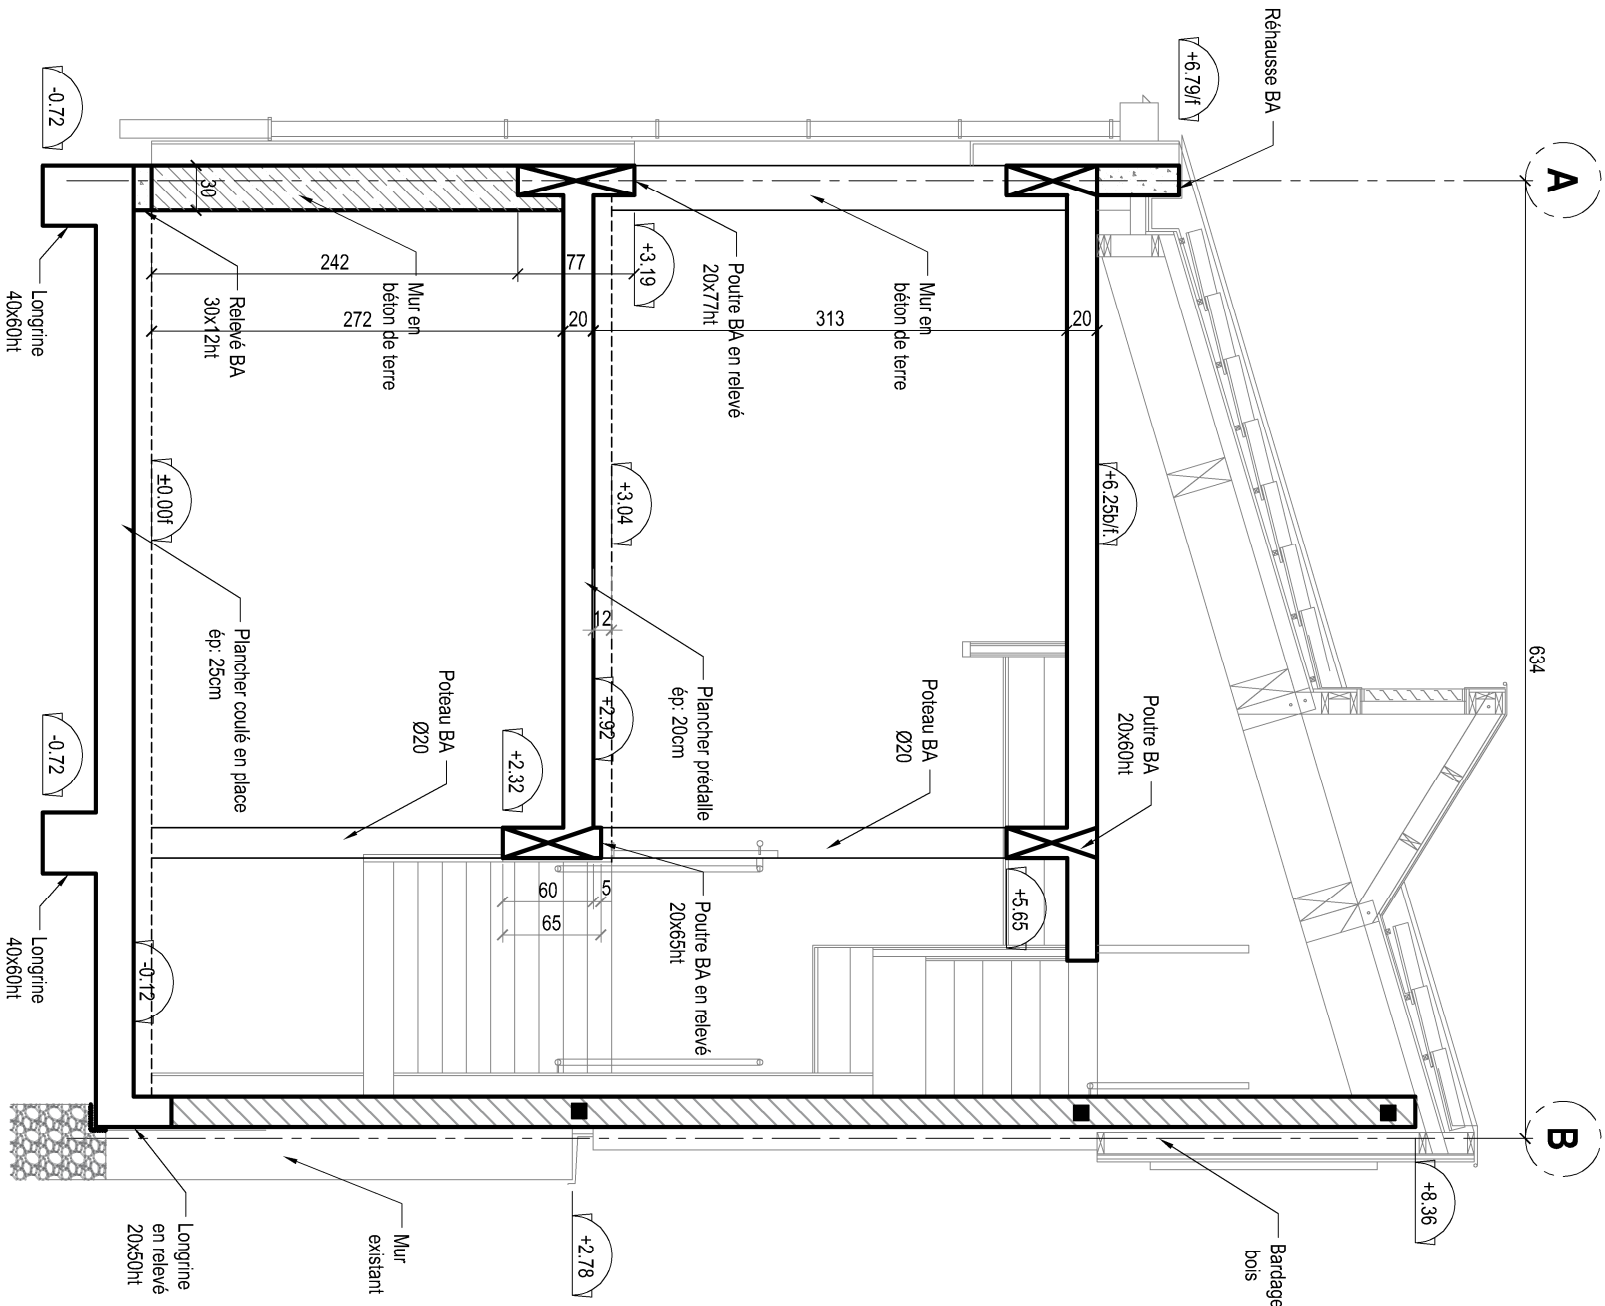 A
B
634
Réhausse BA
+6.79/f
-0.72
30
242
77
+3.19
272
20
313
20
Mur en
béton de terre
Mur en
béton de terre
Poutre BA en relevé
20x77ht
Relevé BA
30x12ht
Longrine
40x60ht
±0.00f
+3.04
+6.25b/f.
12
+2.92
Plancher prédalle
ép: 20cm
Plancher coulé en place
ép: 25cm
Poteau BA
Ø20
Poteau BA
Ø20
Poutre BA
20x60ht
+2.32
-0.72
60
5
65
+5.65
Poutre BA en relevé
20x65ht
-0.12
Longrine
40x60ht
Longrine
en relevé
20x50ht
Mur
existant
+2.78
Bardage
bois
+8.36